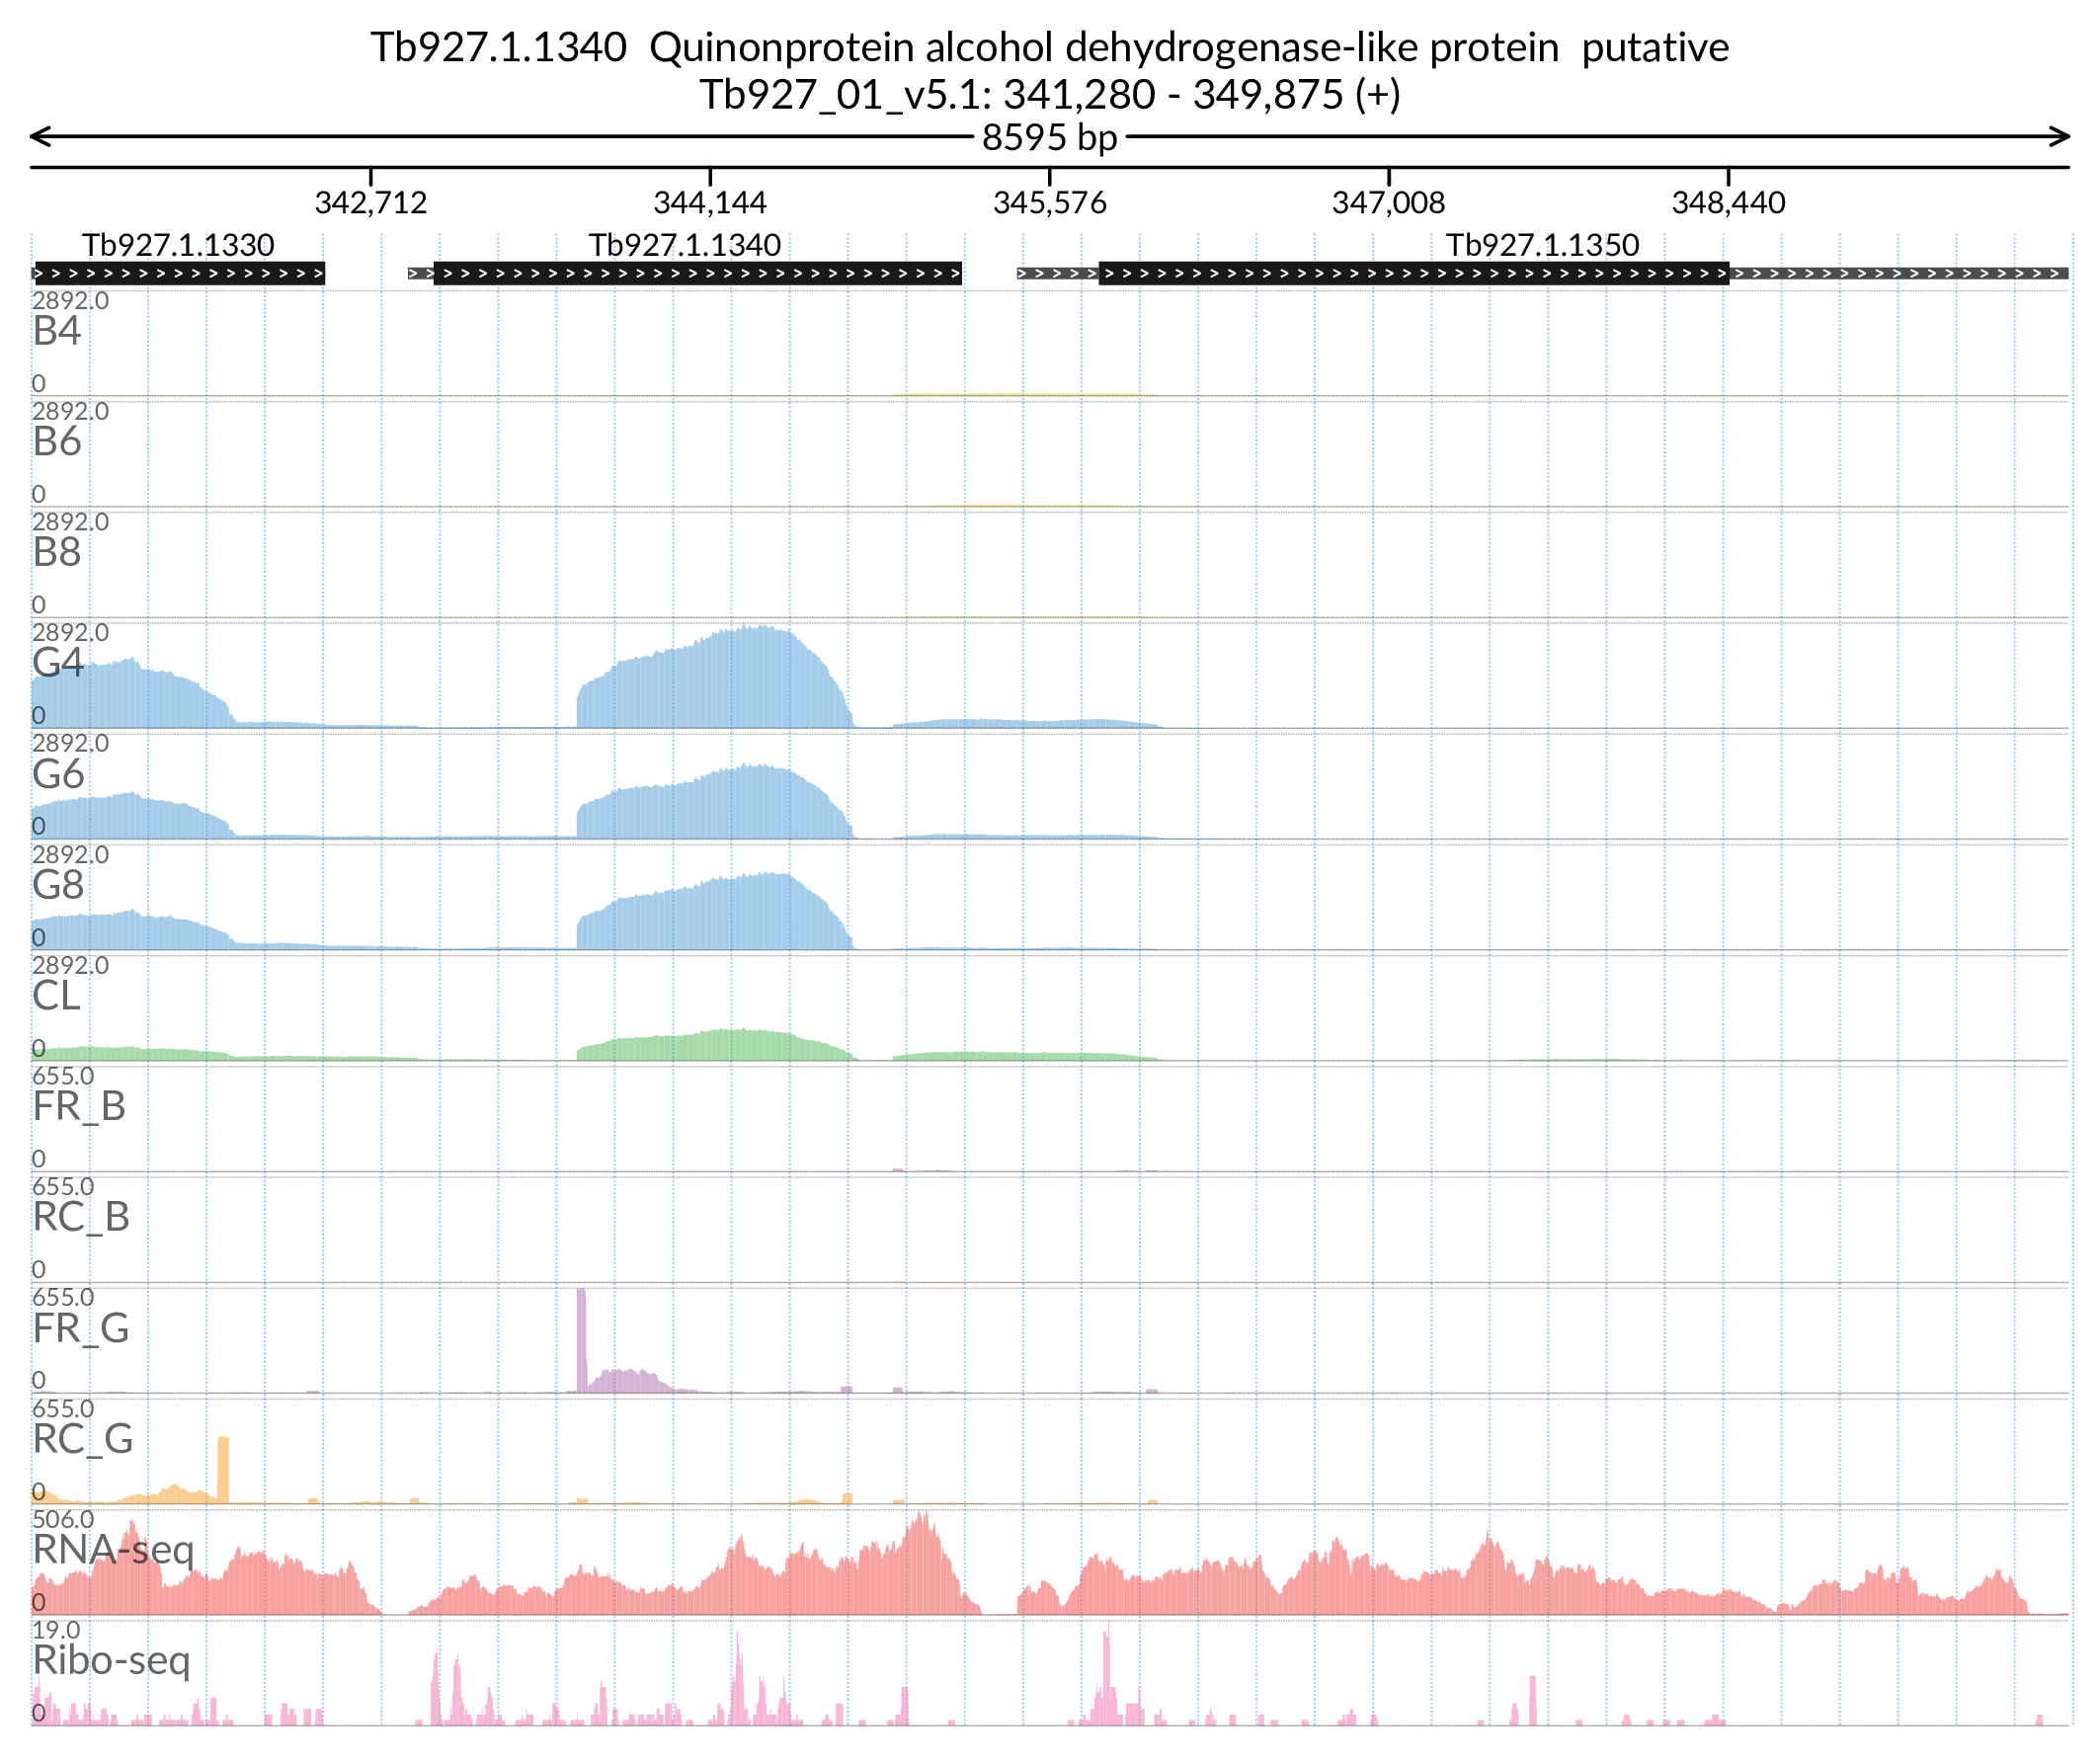 Tb927.1.1340  Quinonprotein alcohol dehydrogenase-like protein  putative
Tb927_01_v5.1: 341,280 - 349,875 (+)
8595 bp
342,712 344,144 345,576 347,008 348,440
Tb927.1.1330 Tb927.1.1340 Tb927.1.1350
2892.0
B4
0
2892.0
B6
0
2892.0
B8
0
2892.0
G4
0
2892.0
G6
0
2892.0
G8
0
2892.0
CL
0
655.0
FR_B
0
655.0
RC_B
0
655.0
FR_G
0
655.0
RC_G
0
506.0
RNA-seq
0
19.0
Ribo-seq
0